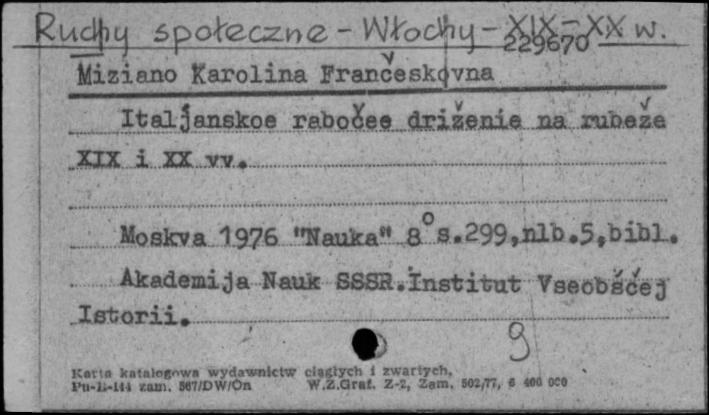 Ruchy społeczne - Włochy - XIX - XX w.
229670
Miziano Karolina Frančeskovna
Italjanskoe rabočee driženie na rubeže
XIX i XX vv.
Moskva 1976 "Nauka" 8° s.299,nlb.5,bibl.
Akademija Nauk SSSR.Institut Vseobščej
Istorii.
9
Karta katalogowa wydawnictw ciągłych i zwartych.
Pu-B-144 zam. 567/DW/On W.Z.Graf. Z-2, Zam. 502,77, 6 400 000